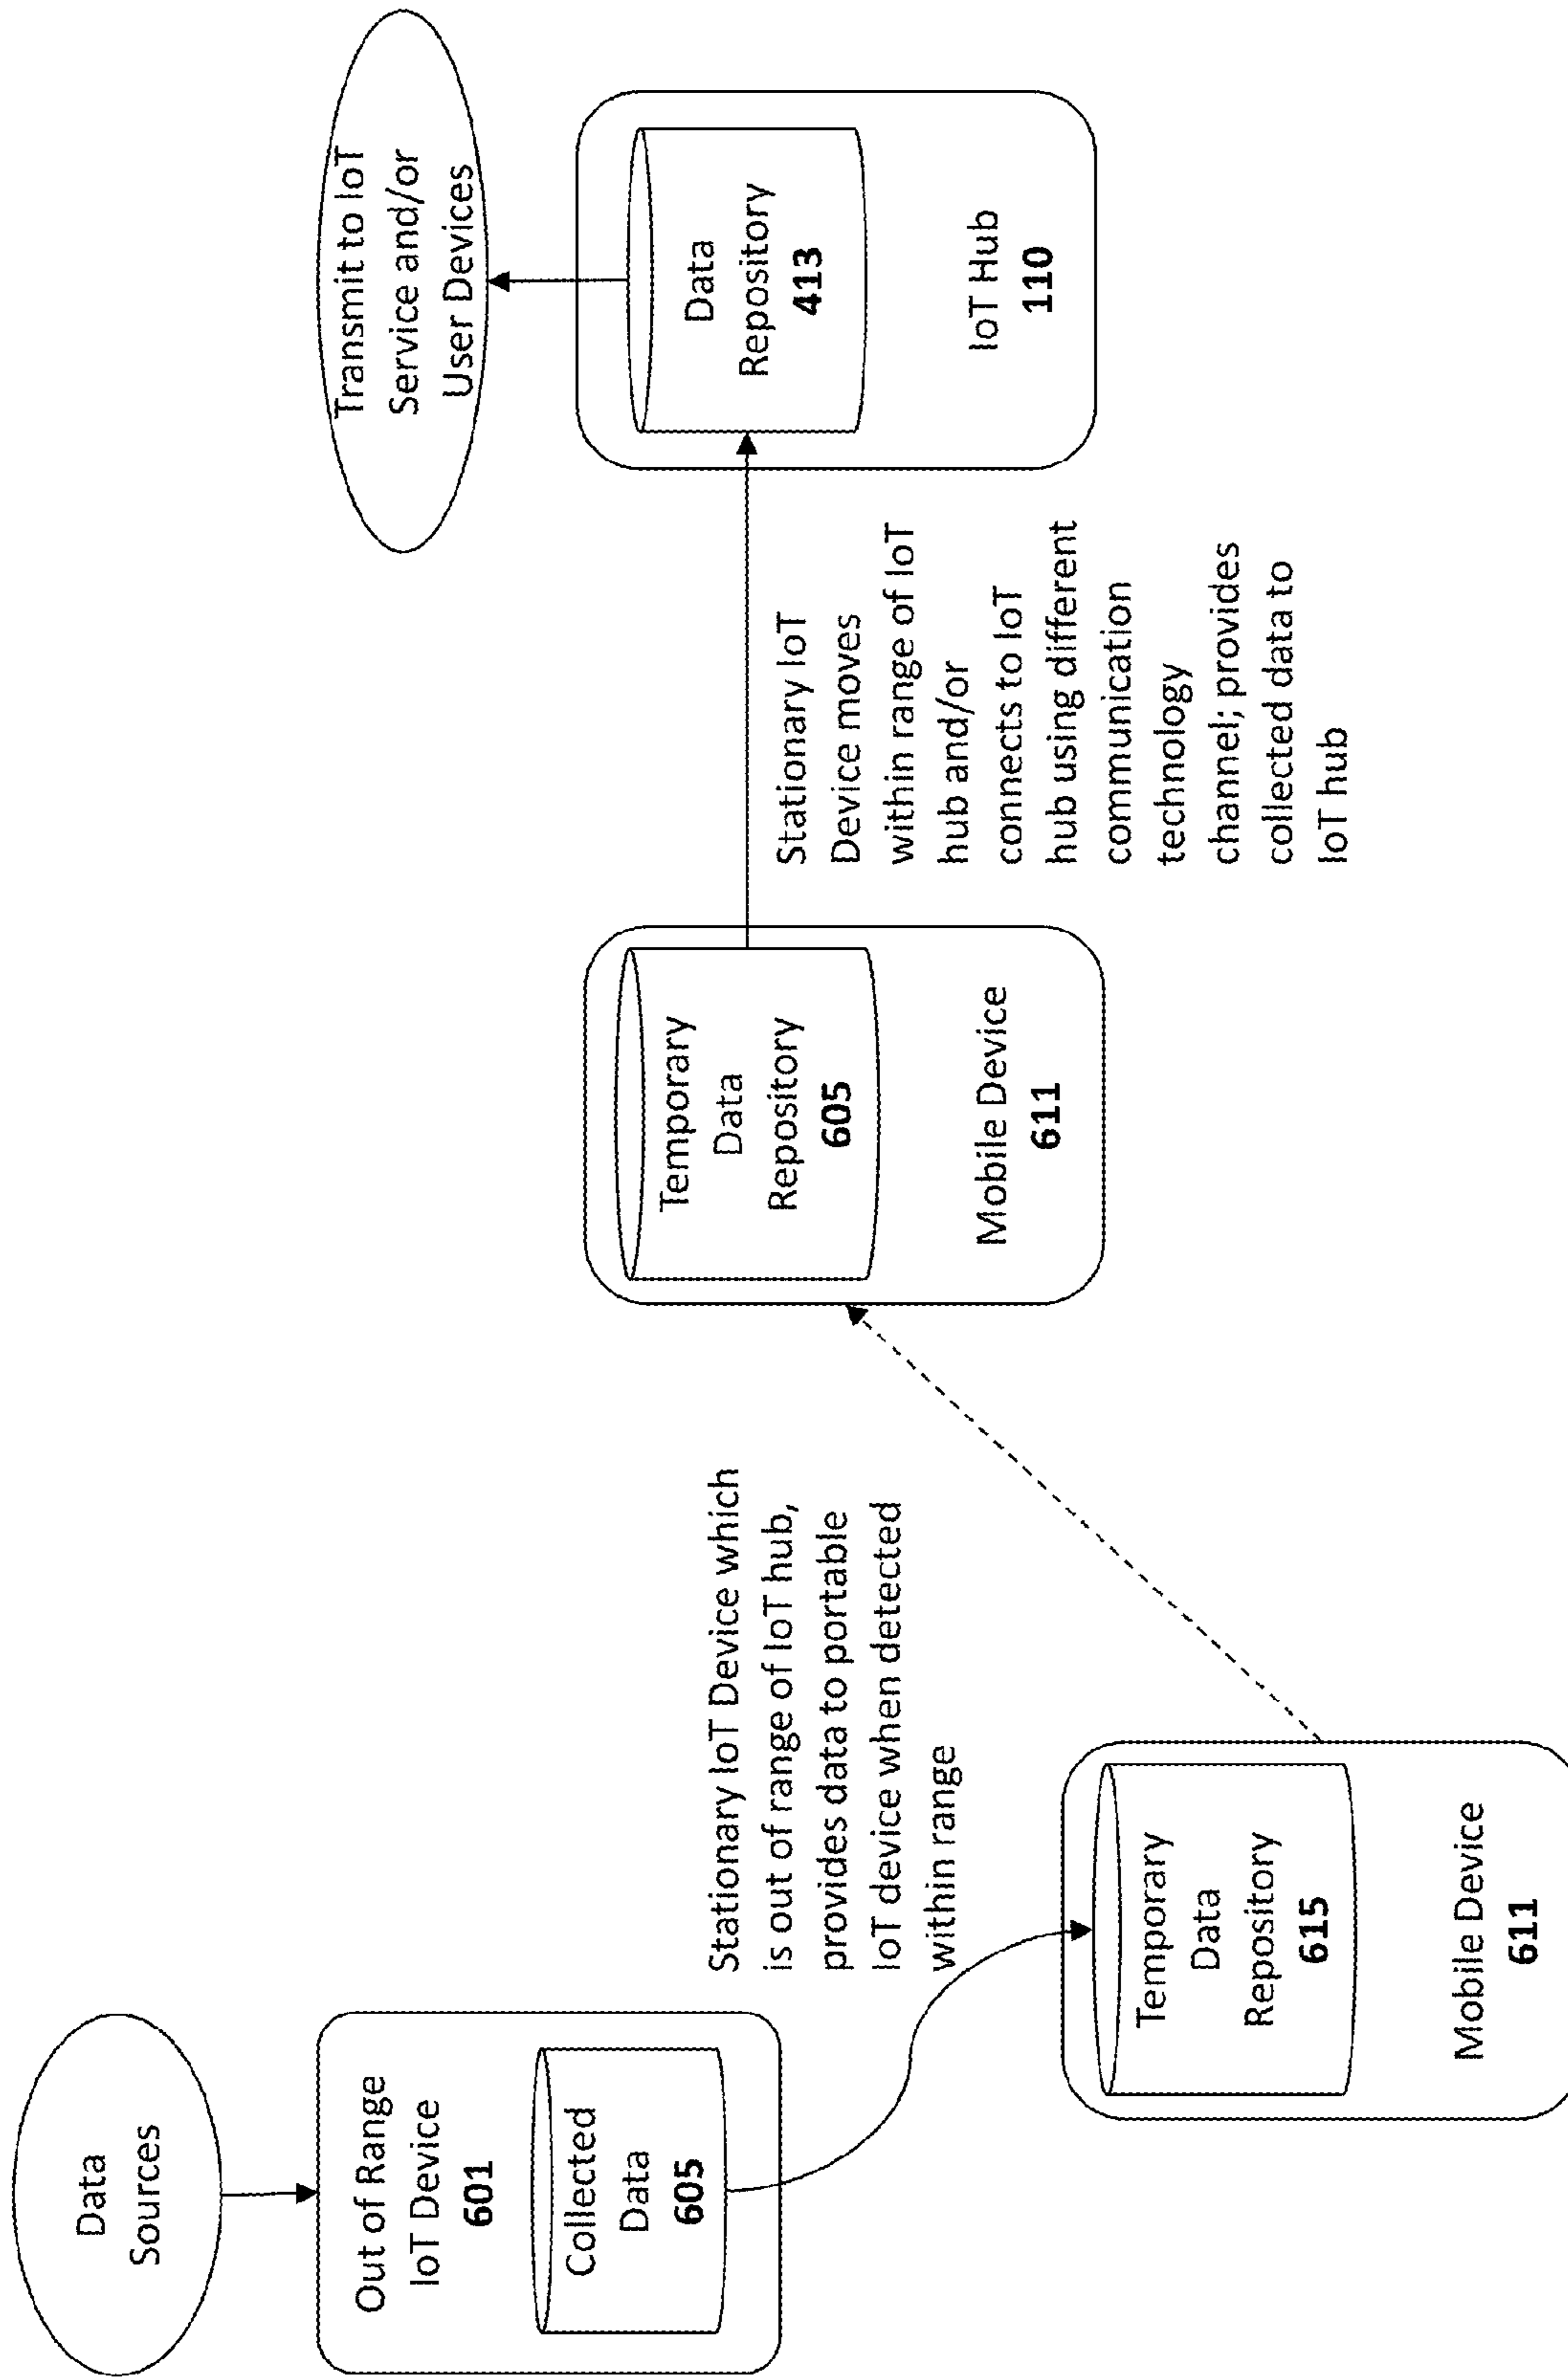 Data
Sources
Out of Range
IoT Device
601
Collected
Data
605
Stationary IoT Device which
is out of range of IoT hub,
provides data to portable
IoT device when detected
within range
Temporary
Data
Repository
615
Mobile Device
611
Temporary
Data
Repository
605
Mobile Device
611
Stationary IoT
Device moves
within range of IoT
hub and/or
connects to IoT
hub using different
communication
technology
channel; provides
collected data to
IoT hub
Transmit to IoT
Service and/or
User Devices
Data
Repository
413
IoT Hub
110